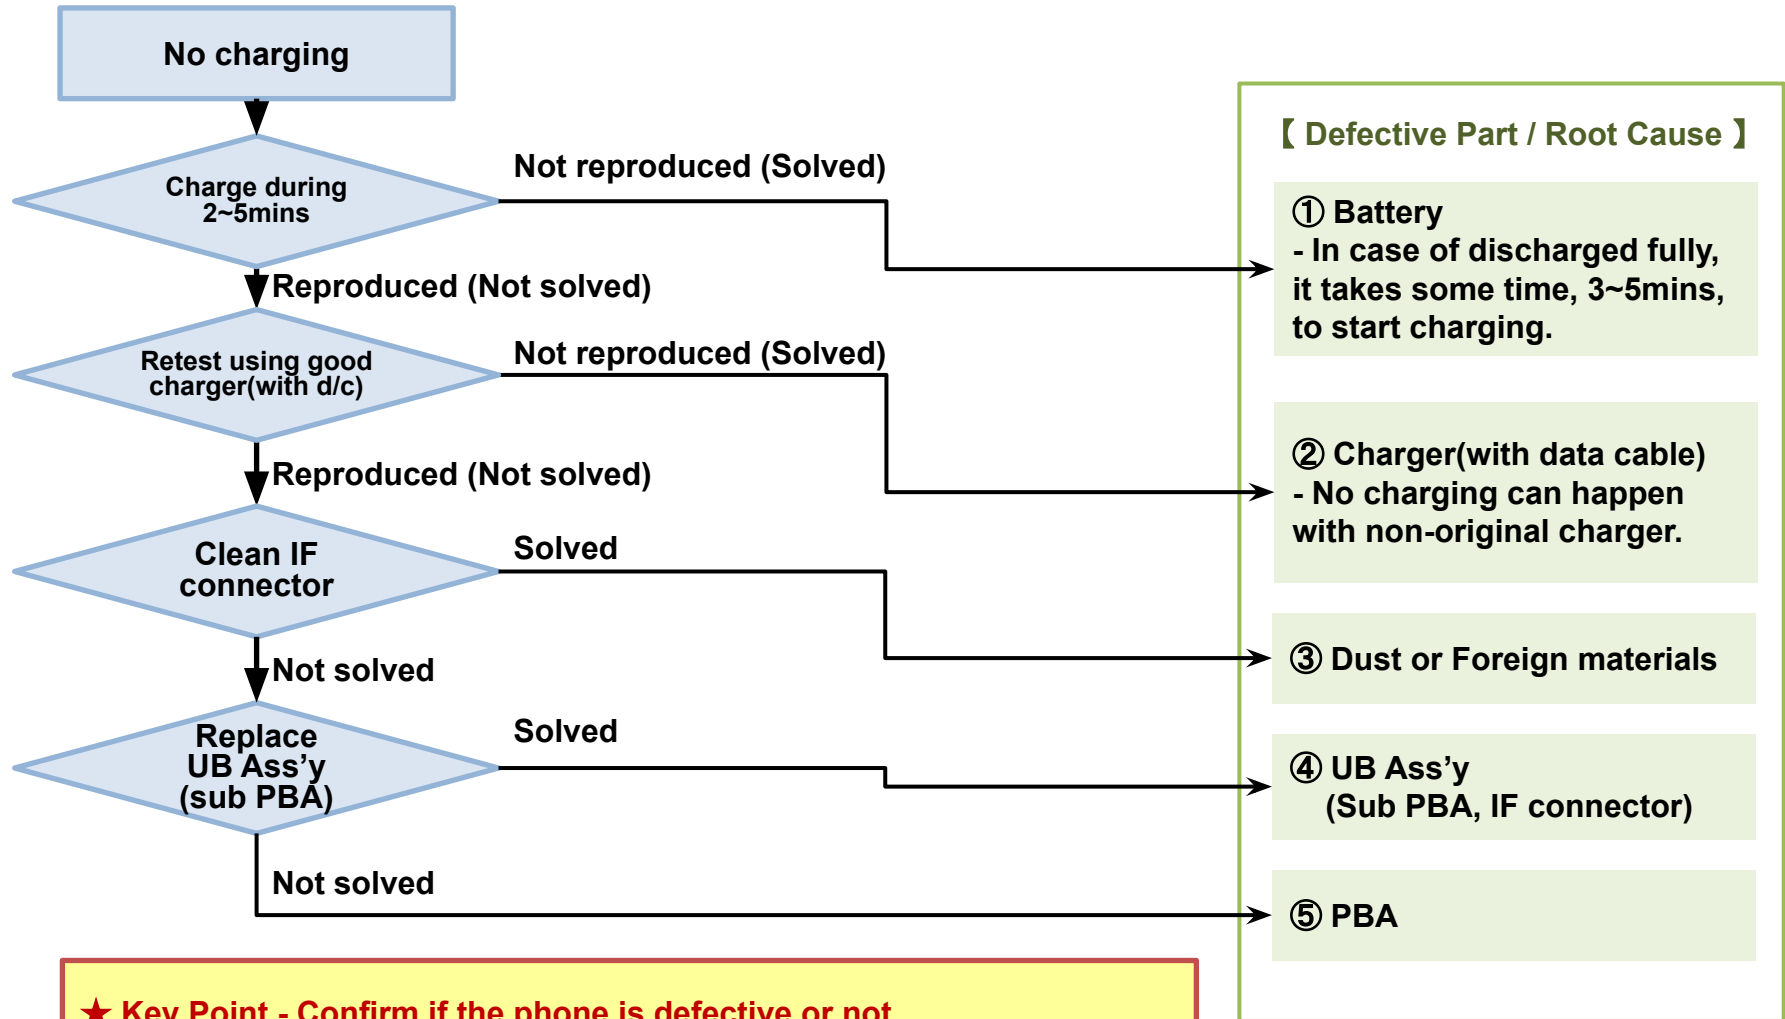 No charging
Charge during
2~5mins
Not reproduced (Solved)
Reproduced (Not solved)
Retest using good
charger(with d/c)
Not reproduced (Solved)
Reproduced (Not solved)
Clean IF
connector
Solved
Not solved
Replace
UB Ass’y
(sub PBA)
Solved
Not solved
【 Defective Part / Root Cause 】
① Battery
- In case of discharged fully,
it takes some time, 3~5mins,
to start charging.
② Charger(with data cable)
- No charging can happen
with non-original charger.
③ Dust or Foreign materials
④ UB Ass’y
(Sub PBA, IF connector)
⑤ PBA
★ Key Point - Confirm if the phone is defective or not